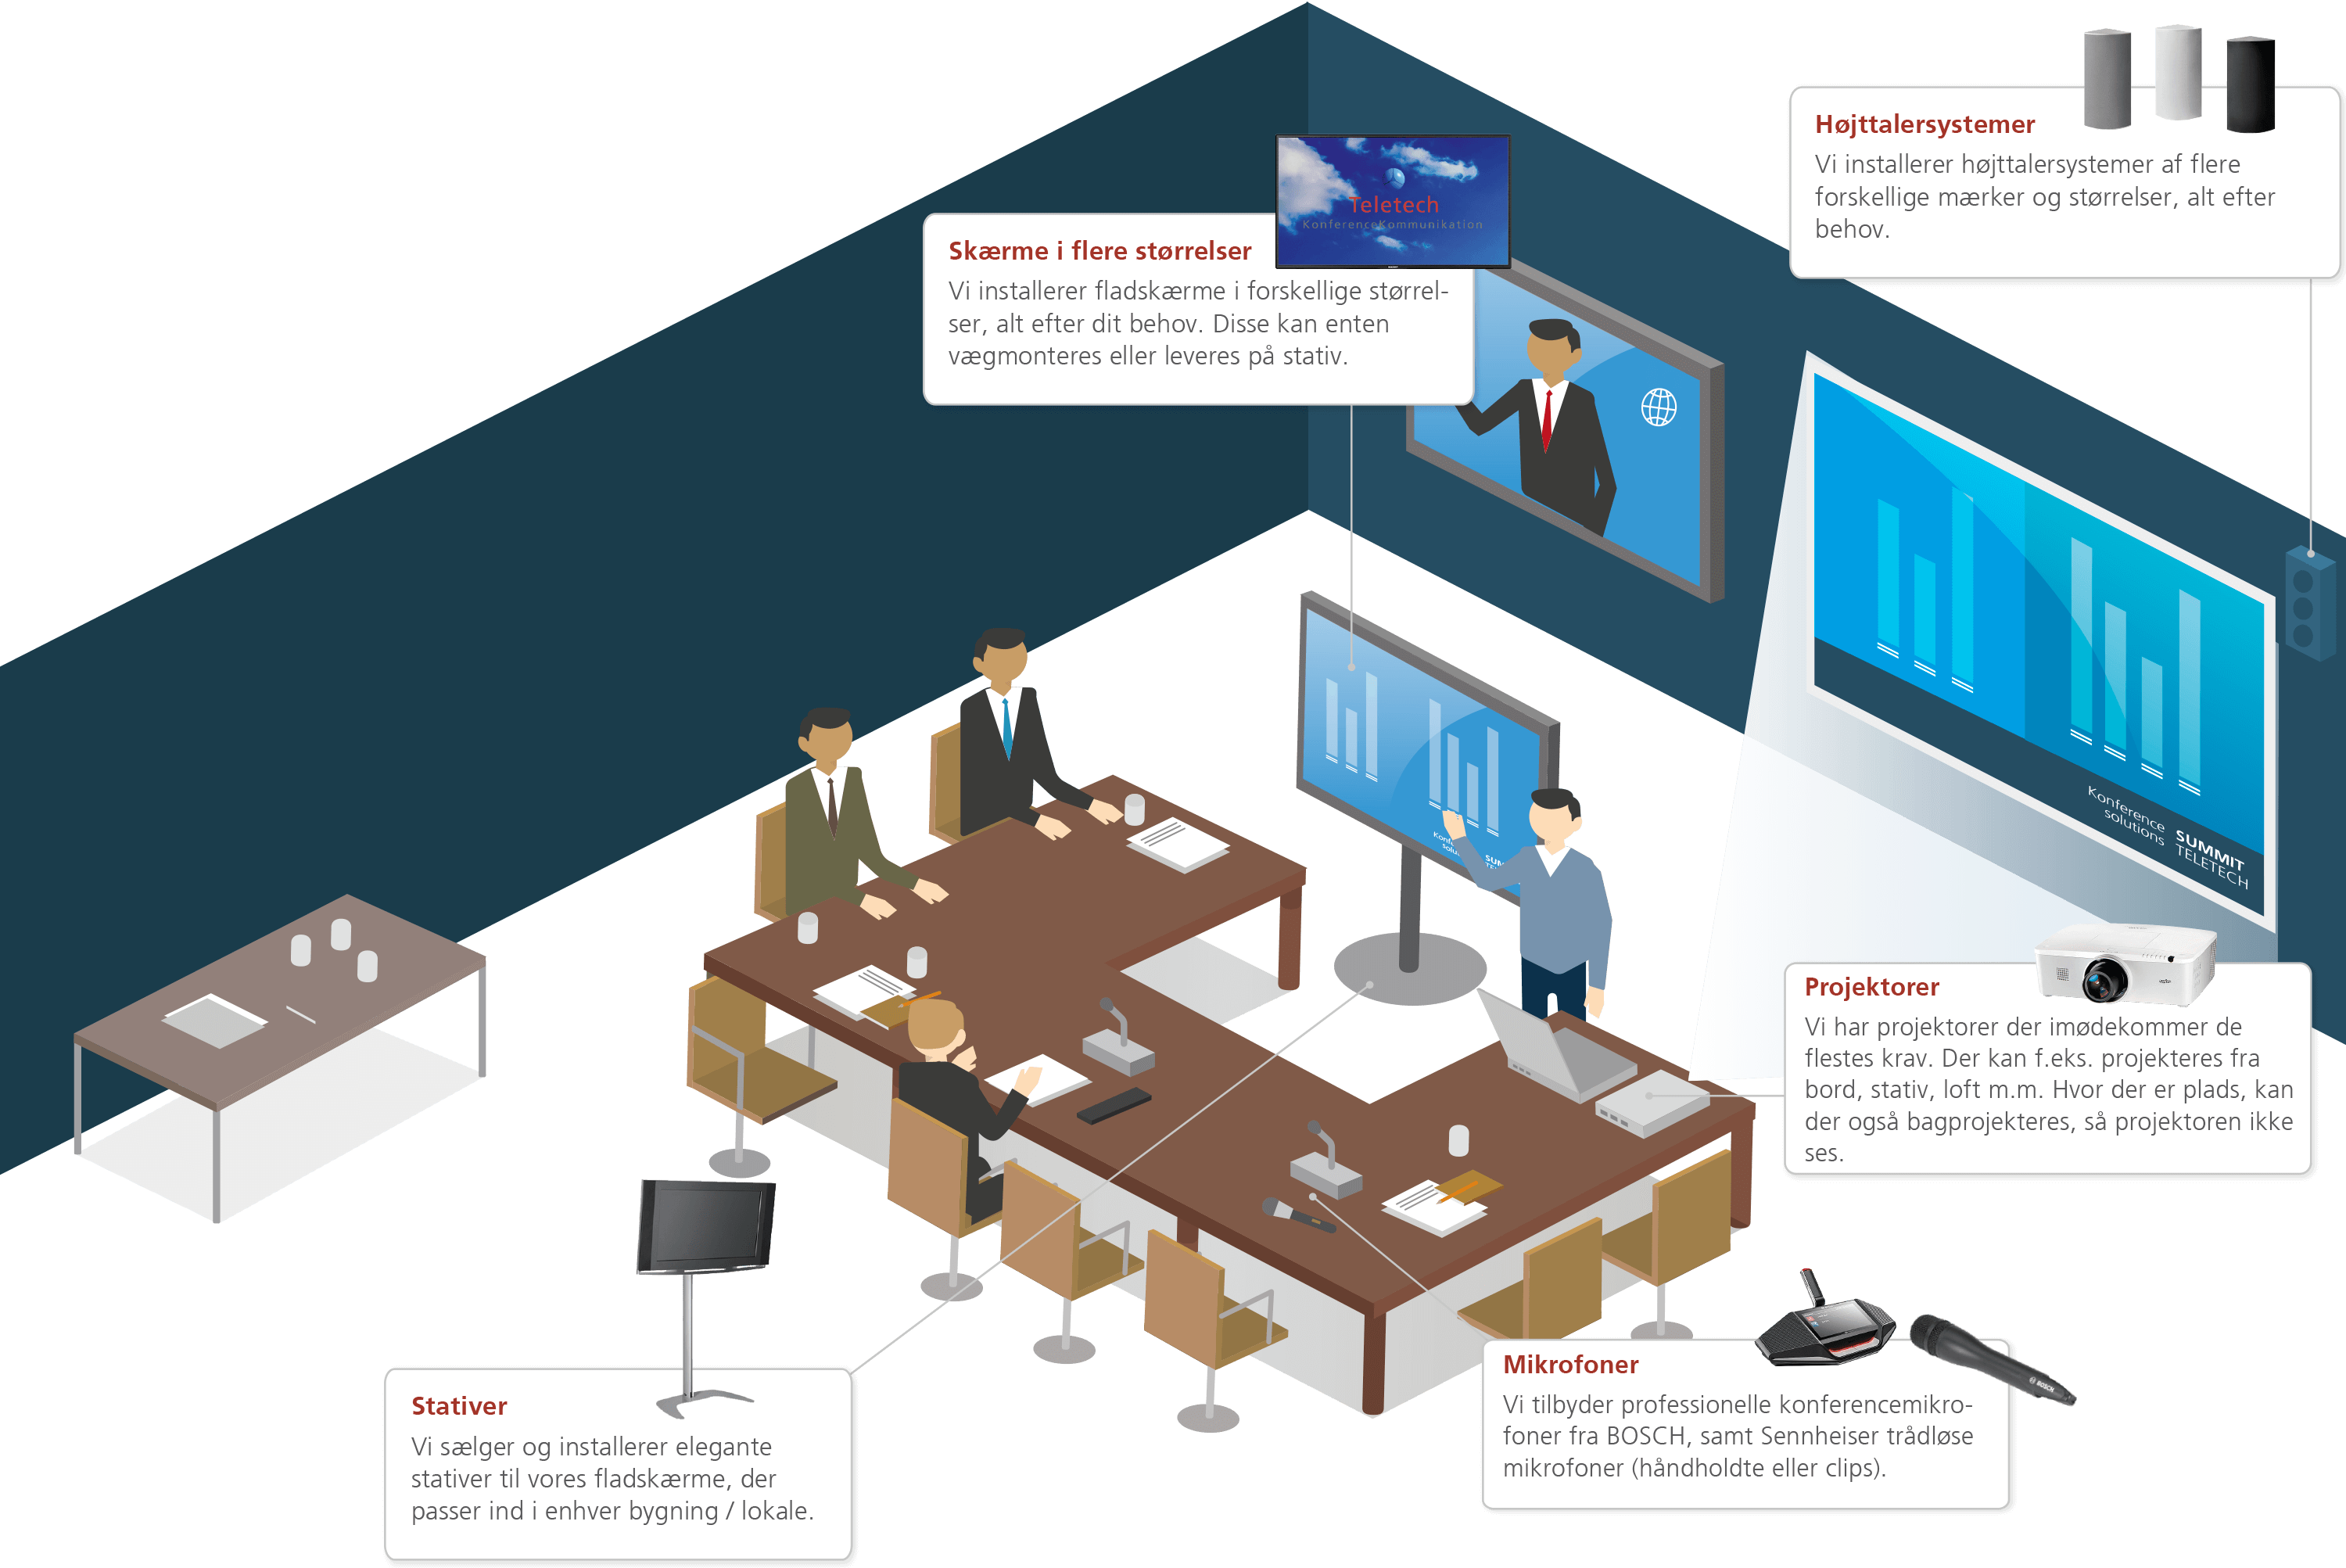 Højttalersystemer
Vi installerer højttalersystemer af flere
forskellige mærker og størrelser, alt efter
behov.
Teletech
KonferenceKommunikation
Skærme i flere størrelser
Vi installerer fladskærme i forskellige størrel-
ser, alt efter dit behov. Disse kan enten
vægmonteres eller leveres på stativ.
Konference
solutions
SUMMIT
TELETECH
Projektorer
Vi har projektorer der imødekommer de
flestes krav. Der kan f.eks. projekteres fra
bord, stativ, loft m.m. Hvor der er plads, kan
der også bagprojekteres, så projektoren ikke
ses.
Mikrofoner
Vi tilbyder professionelle konferencemikro-
foner fra BOSCH, samt Sennheiser trådløse
mikrofoner (håndholdte eller clips).
BOSCH
Stativer
Vi sælger og installerer elegante
stativer til vores fladskærme, der
passer ind i enhver bygning / lokale.